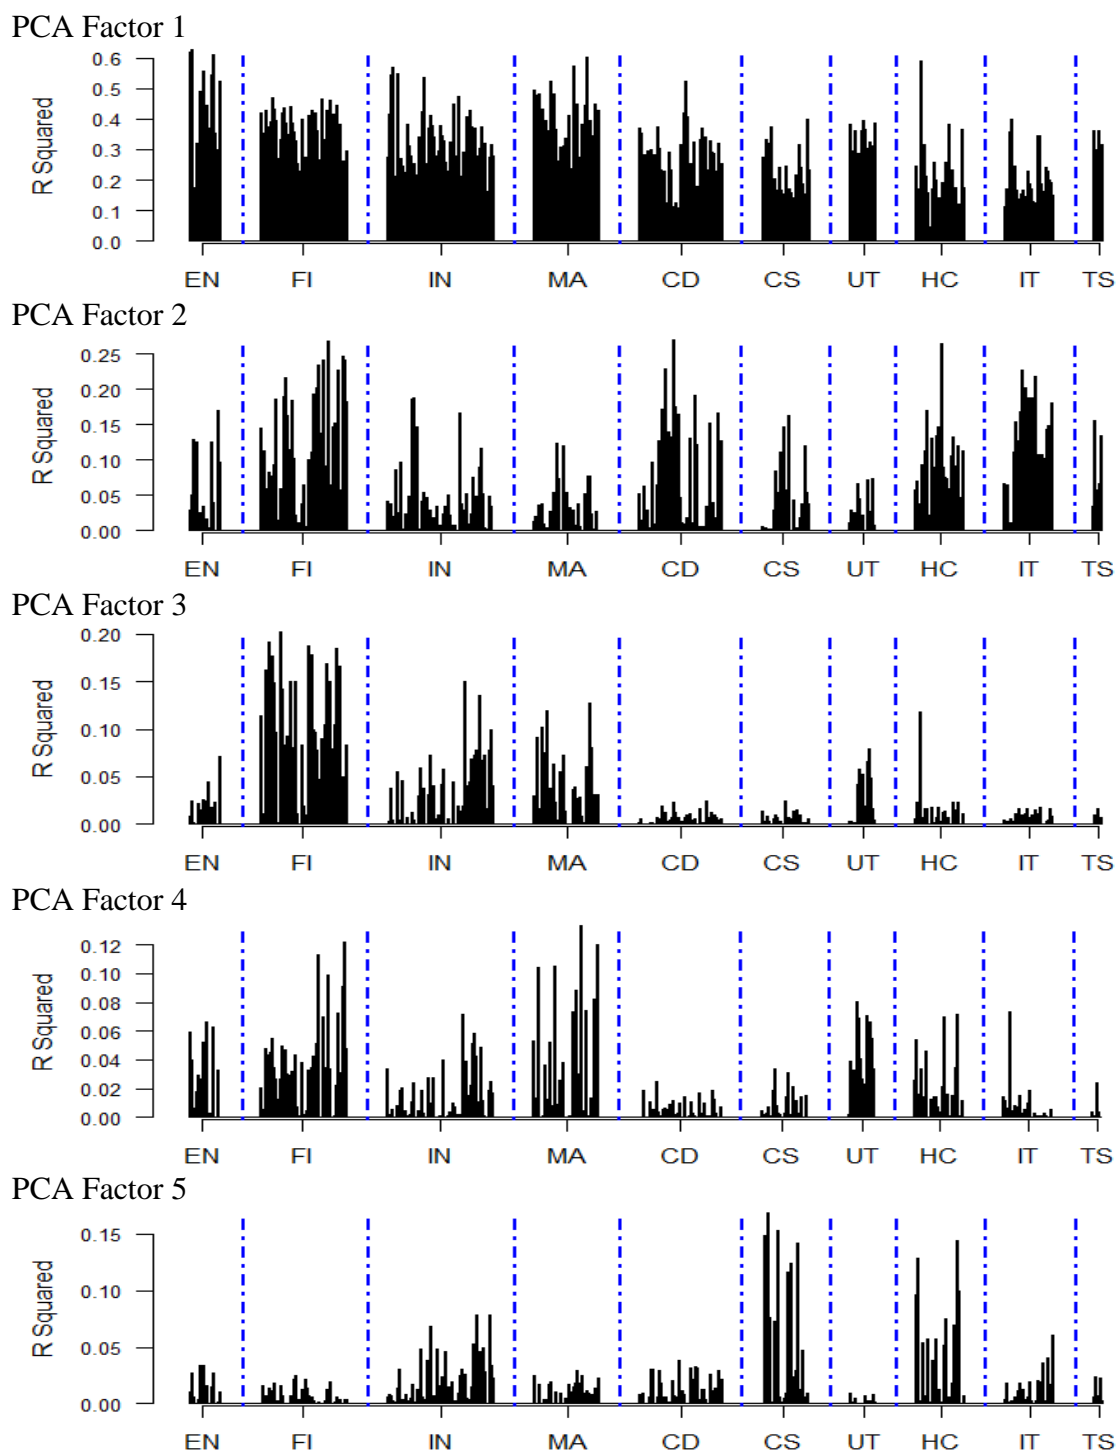 PCA Factor 1
0.6
0.5
0.4
0.3
0.2
0.1
0.0
R Squared
EN FI IN MA CD CS UT HC IT TS
PCA Factor 2
0.25
0.20
0.15
0.10
0.05
0.00
R Squared
EN FI IN MA CD CS UT HC IT TS
PCA Factor 3
0.20
0.15
0.10
0.05
0.00
R Squared
EN FI IN MA CD CS UT HC IT TS
PCA Factor 4
0.12
0.10
0.08
0.06
0.04
0.02
0.00
R Squared
EN FI IN MA CD CS UT HC IT TS
PCA Factor 5
0.15
0.10
0.05
0.00
R Squared
EN FI IN MA CD CS UT HC IT TS